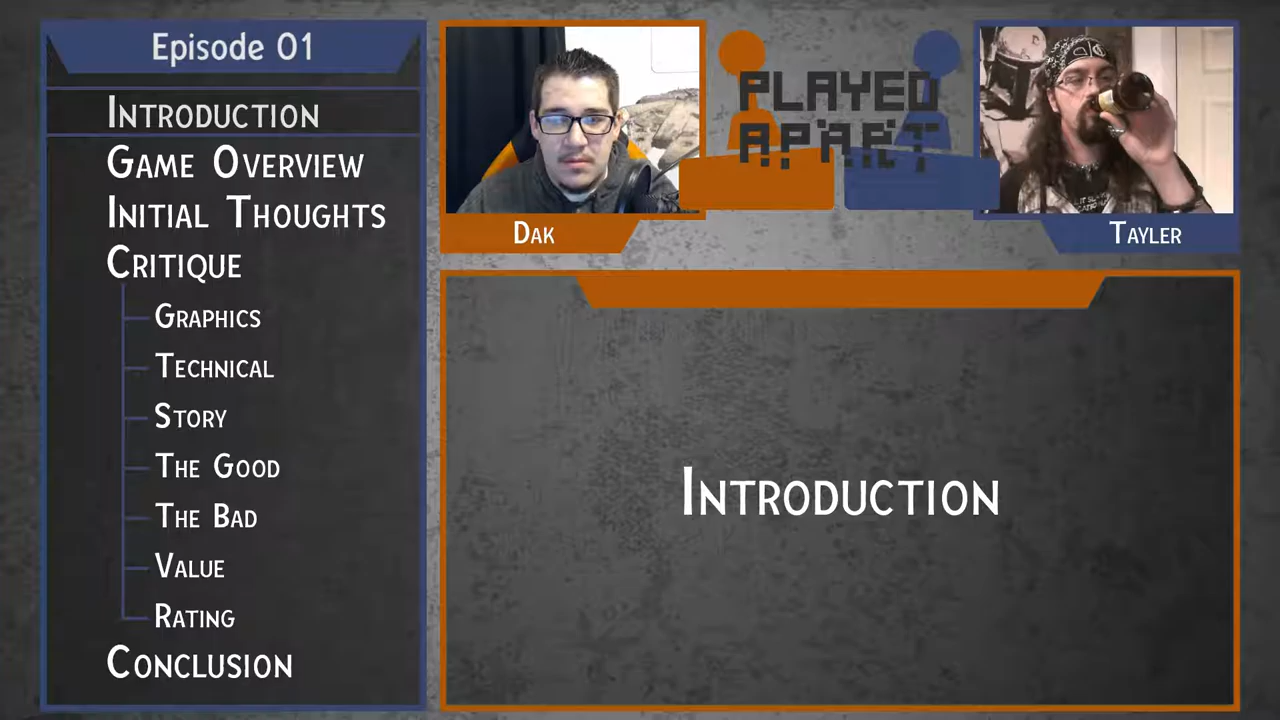 Episode 01
Introduction
Game Overview
Initial Thoughts
Critique
Graphics
Technical
Story
The Good
The Bad
Value
Rating
Conclusion
PLAYED
APART
Dak
Tayler
Introduction